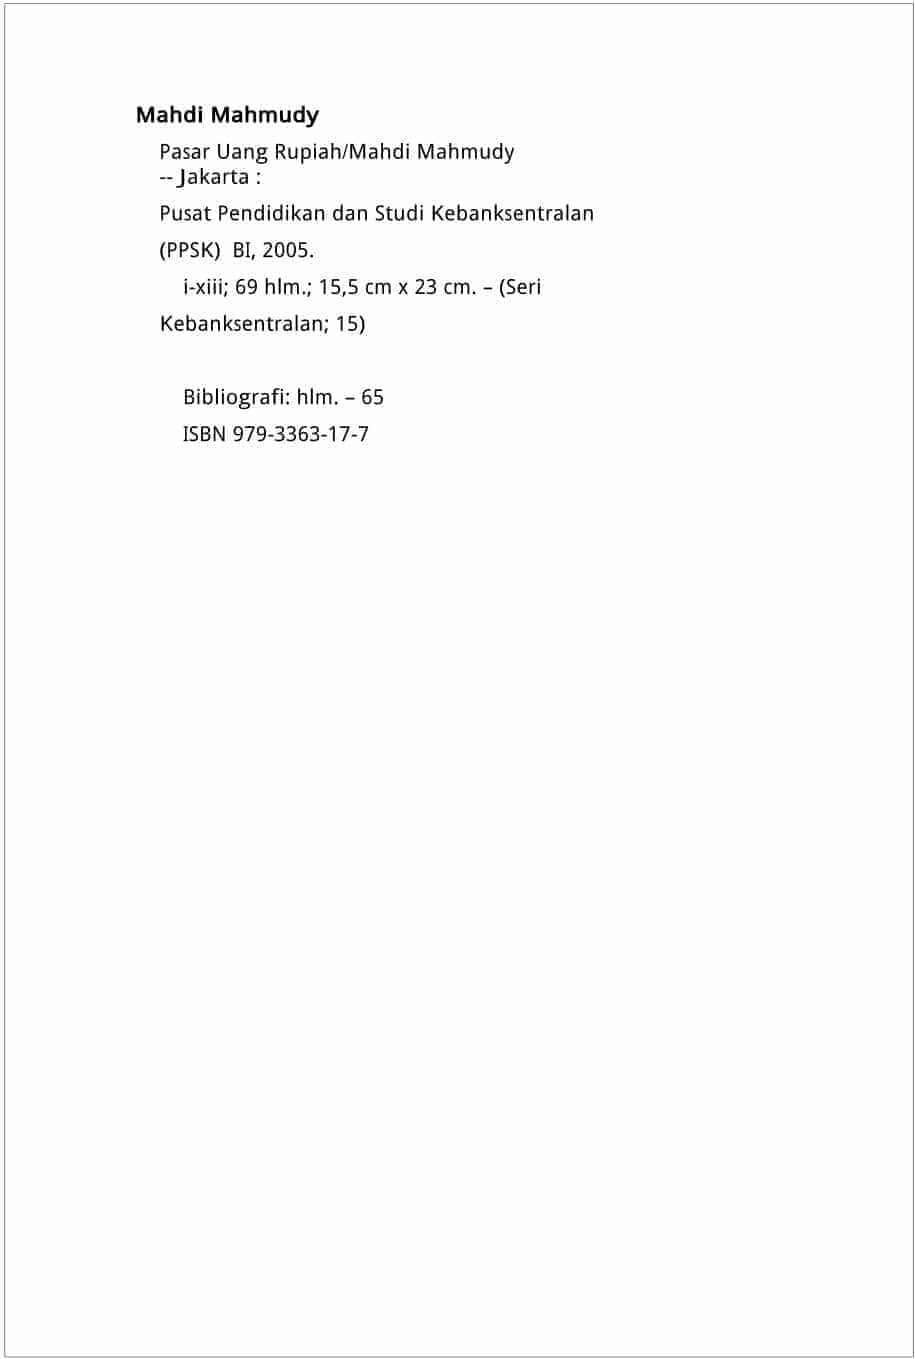 Mahdi Mahmudy
Pasar Uang Rupiah/Mahdi Mahmudy
-- Jakarta :
Pusat Pendidikan dan Studi Kebanksentralan
(PPSK)  BI, 2005.
i-xiii; 69 hlm.; 15,5 cm x 23 cm. – (Seri
Kebanksentralan; 15)
Bibliografi: hlm. – 65
ISBN 979-3363-17-7